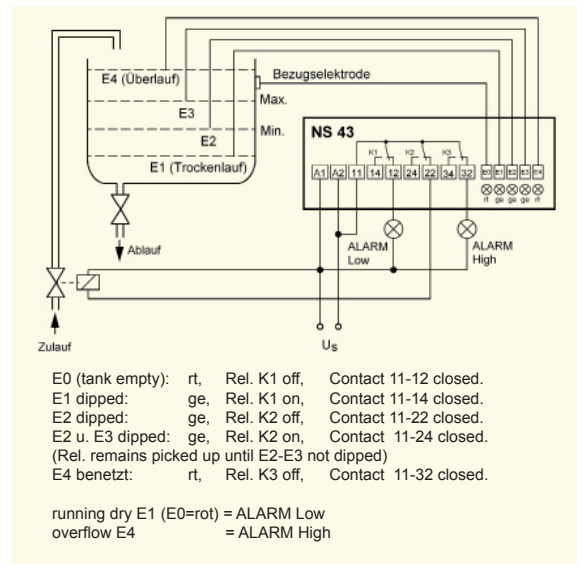 E4 (Überlauf)
Bezugselektrode
Max.
E3
Min.
E2
E1 (Trockenlauf)
NS 43
K1 K2 K3
A1 A2 11 14 12 24 22 34 32 E0 E1 E2 E3 E4
rt ge ge ge rt
Ablauf
ALARM Low
ALARM High
Zulauf
Us
E0 (tank empty): rt, Rel. K1 off, Contact 11-12 closed.
E1 dipped: ge, Rel. K1 on, Contact 11-14 closed.
E2 dipped: ge, Rel. K2 off, Contact 11-22 closed.
E2 u. E3 dipped: ge, Rel. K2 on, Contact 11-24 closed.
(Rel. remains picked up until E2-E3 not dipped)
E4 benetzt: rt, Rel. K3 off, Contact 11-32 closed.
running dry E1 (E0=rot) = ALARM Low
overflow E4 = ALARM High